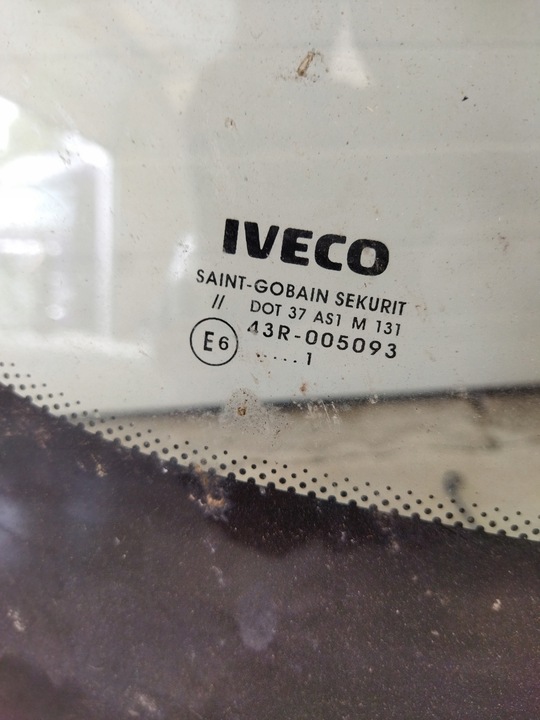 IVECO
SAINT-GOBAIN SEKURIT
// DOT 37 AS1 M 131
E6 43R-005093
.....1